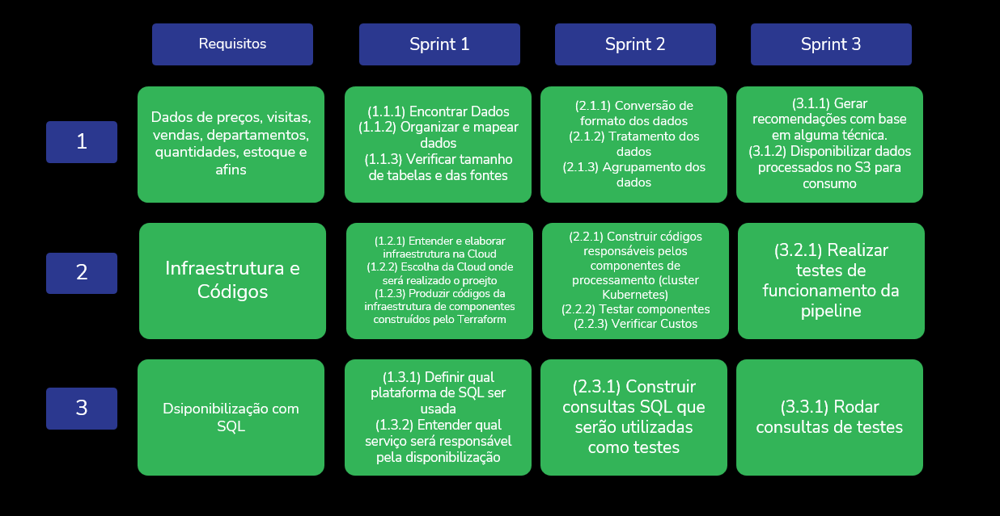 Requisitos
Sprint 1
Sprint 2
Sprint 3
1
Dados de preços, visitas,
vendas, departamentos,
quantidades, estoque e
afins
(1.1.1) Encontrar Dados
(1.1.2) Organizar e mapear
dados
(1.1.3) Verificar tamanho
de tabelas e das fontes
(2.1.1) Conversão de
formato dos dados
(2.1.2) Tratamento dos
dados
(2.1.3) Agrupamento dos
dados
(3.1.1) Gerar
recomendações com base
em alguma técnica.
(3.1.2) Disponibilizar dados
processados no S3 para
consumo
2
Infraestrutura e
Códigos
(1.2.1) Entender e elaborar
infraestrutura na Cloud
(1.2.2) Escolha da Cloud onde
será realizado o proejto
(1.2.3) Produzir códigos da
infraestrutura de componentes
construídos pelo Terraform
(2.2.1) Construir códigos
responsáveis pelos
componentes de
processamento (cluster
Kubernetes)
(2.2.2) Testar componentes
(2.2.3) Verificar Custos
(3.2.1) Realizar
testes de
funcionamento da
pipeline
3
Dsiponibilização com
SQL
(1.3.1) Definir qual
plataforma de SQL ser
usada
(1.3.2) Entender qual
serviço será responsável
pela disponibilização
(2.3.1) Construir
consultas SQL que
serão utilizadas
como testes
(3.3.1) Rodar
consultas de testes